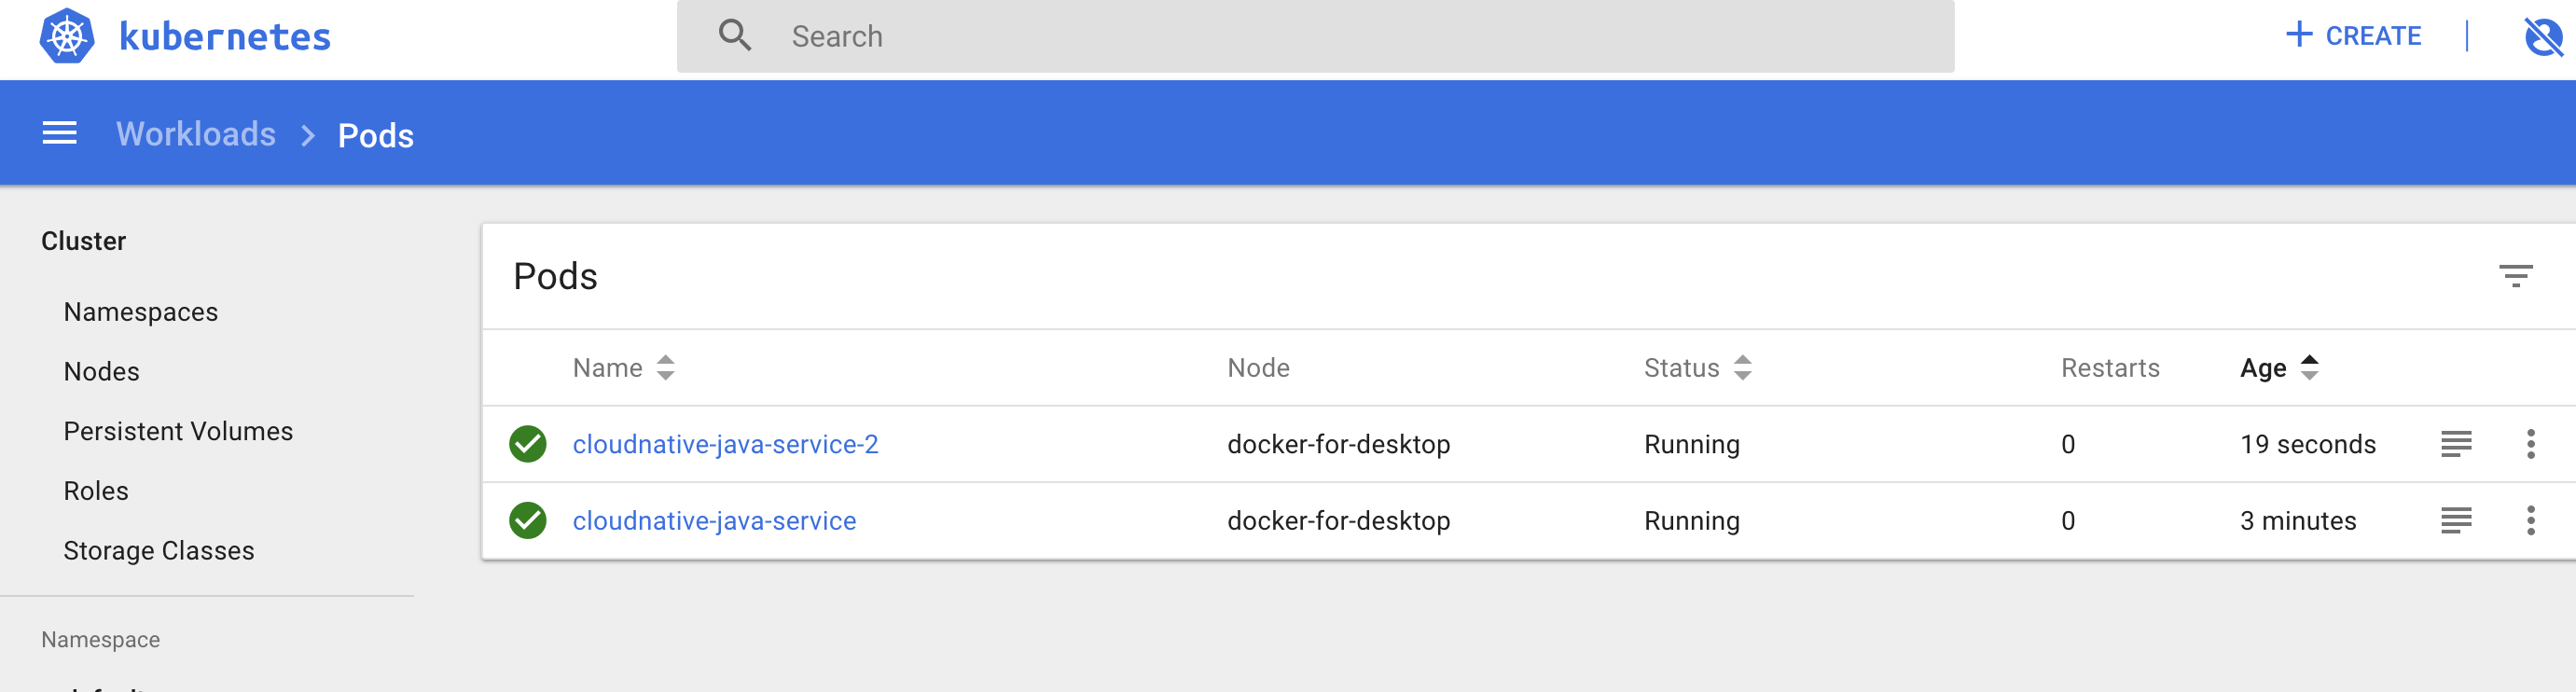 kubernetes
Search
+ CREATE
Workloads > Pods
Cluster
Namespaces
Nodes
Persistent Volumes
Roles
Storage Classes
Namespace
Pods
Name Node Status Restarts Age
cloudnative-java-service-2 docker-for-desktop Running 0 19 seconds
cloudnative-java-service docker-for-desktop Running 0 3 minutes